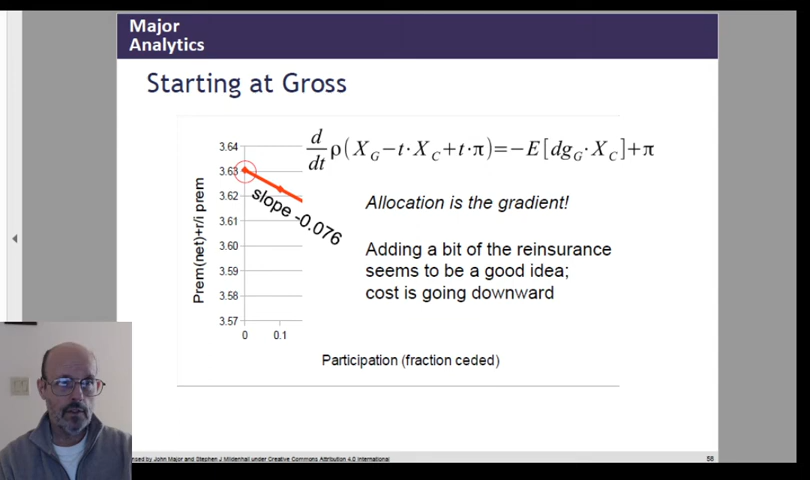 Major
Analytics
Starting at Gross
d/dt ρ(X_G−t·X_C+t·π)=−E[dg_G·X_C]+π
3.64
3.63
3.62
3.61
3.60
3.59
3.58
3.57
Prem(net)+r/i prem
slope -0.076
0
0.1
Participation (fraction ceded)
Allocation is the gradient!
Adding a bit of the reinsurance
seems to be a good idea;
cost is going downward
by John Major and Stephen J Mildenhall under Creative Commons Attribution 4.0 International
58